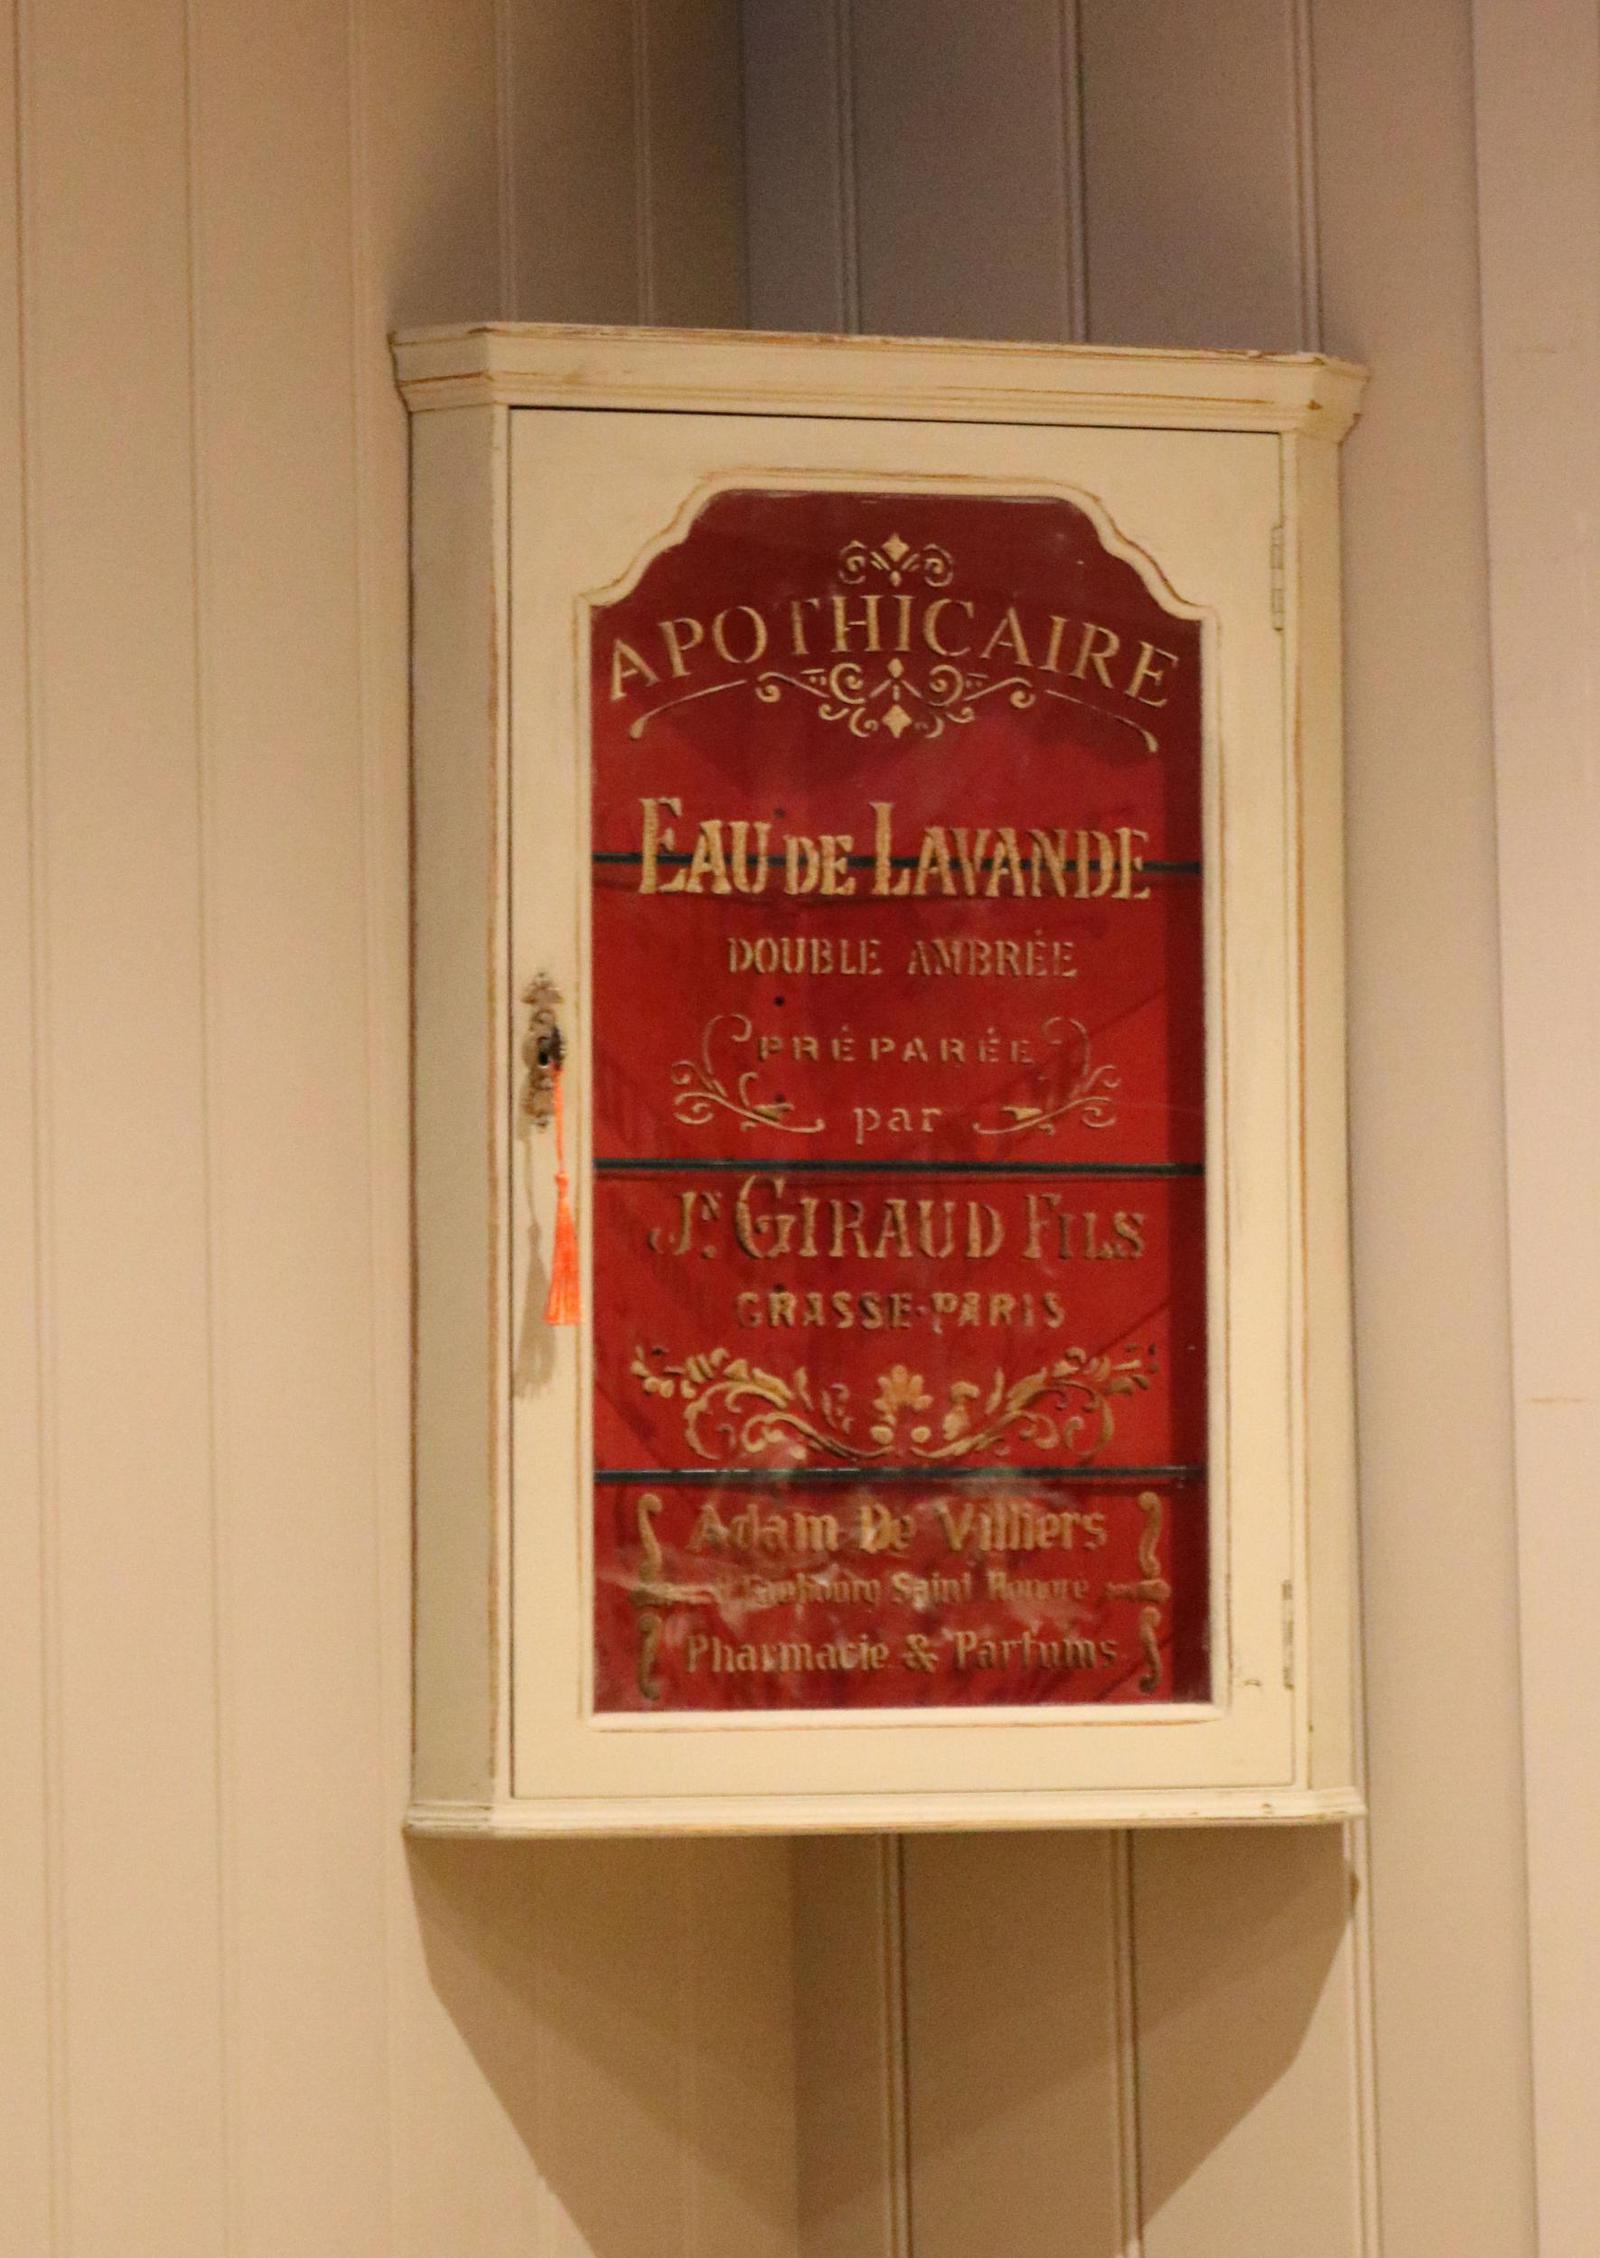 APOTHICAIRE
EAU DE LAVANDE
DOUBLE AMBRÉE
PRÉPARÉE
par
JN. GIRAUD FILS
GRASSE·PARIS
Adam De Villiers
Faubourg Saint Honore
Pharmacie & Parfums